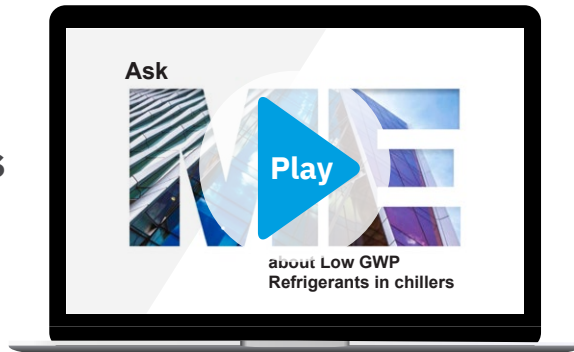 s
Ask
ME
Play
about Low GWP
Refrigerants in chillers